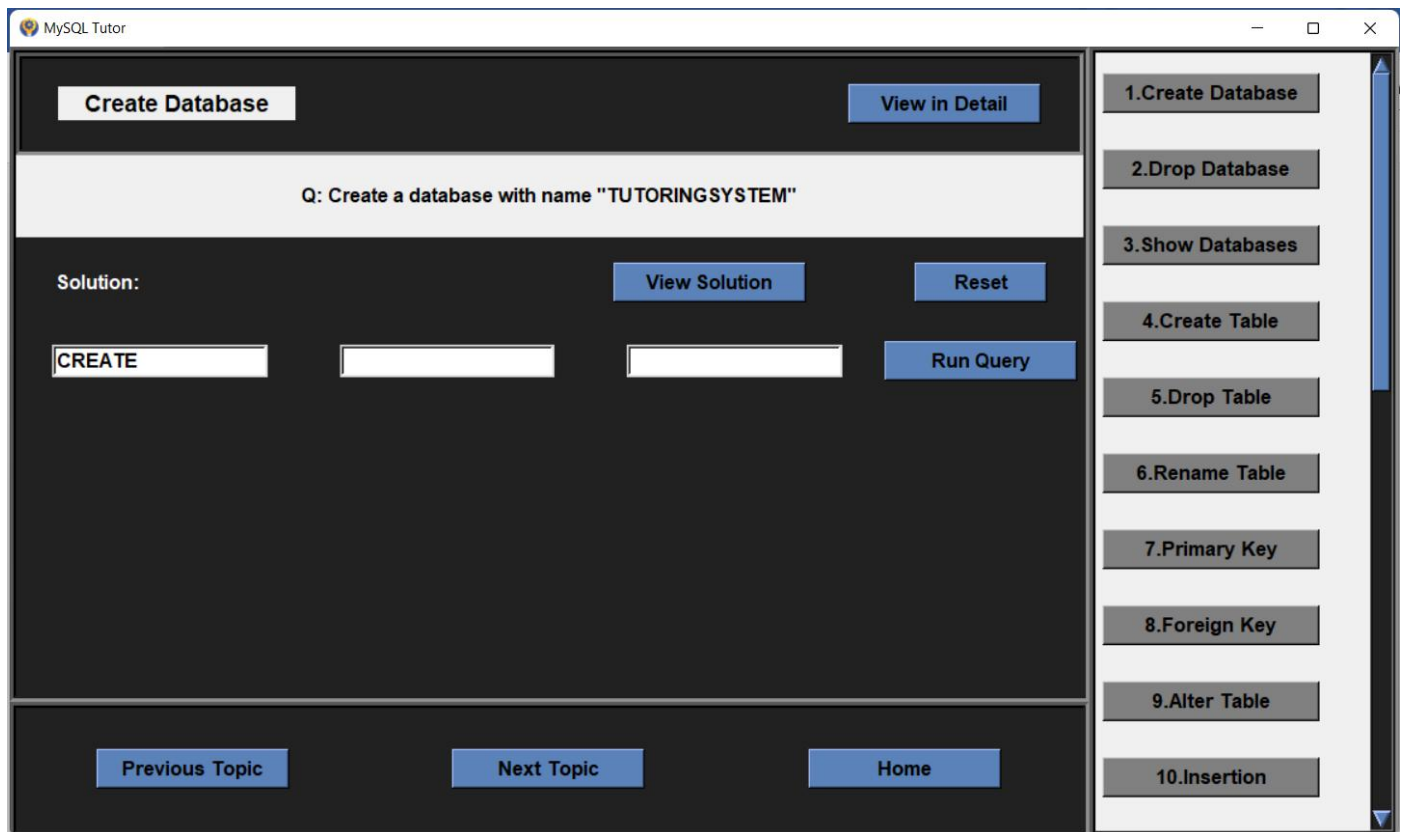 MySQL Tutor
Create Database
View in Detail
Q: Create a database with name "TUTORINGSYSTEM"
Solution:
View Solution
Reset
CREATE
Run Query
Previous Topic
Next Topic
Home
1.Create Database
2.Drop Database
3.Show Databases
4.Create Table
5.Drop Table
6.Rename Table
7.Primary Key
8.Foreign Key
9.Alter Table
10.Insertion